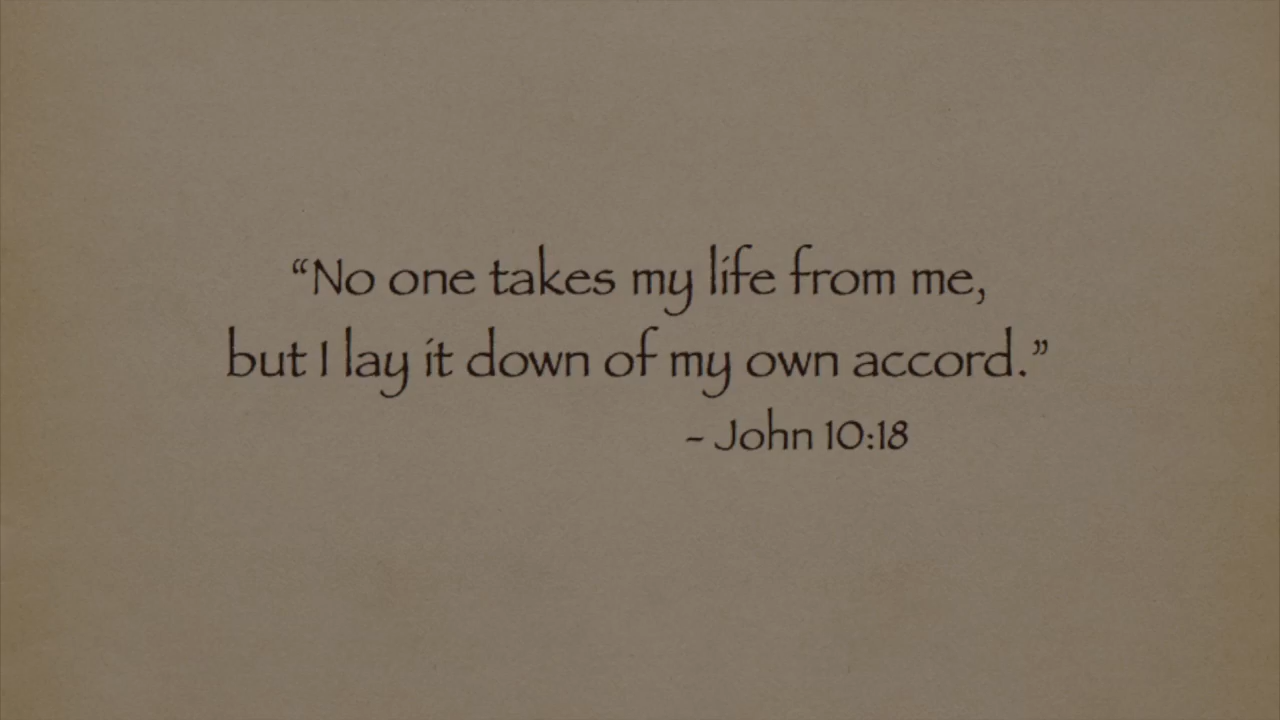 “No one takes my life from me,
but I lay it down of my own accord.”
- John 10:18